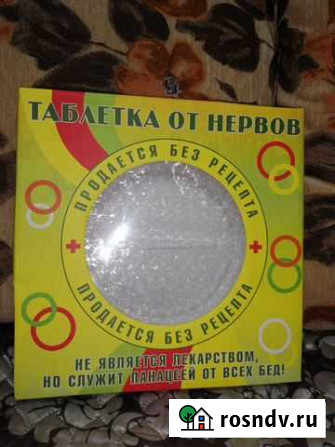 ТАБЛЕТКА ОТ НЕРВОВ
ПРОДАЕТСЯ БЕЗ РЕЦЕПТА
ПРОДАЕТСЯ БЕЗ РЕЦЕПТА
НЕ ЯВЛЯЕТСЯ ЛЕКАРСТВОМ,
НО СЛУЖИТ ПАНАЦЕЕЙ ОТ ВСЕХ БЕД!
rosndv.ru